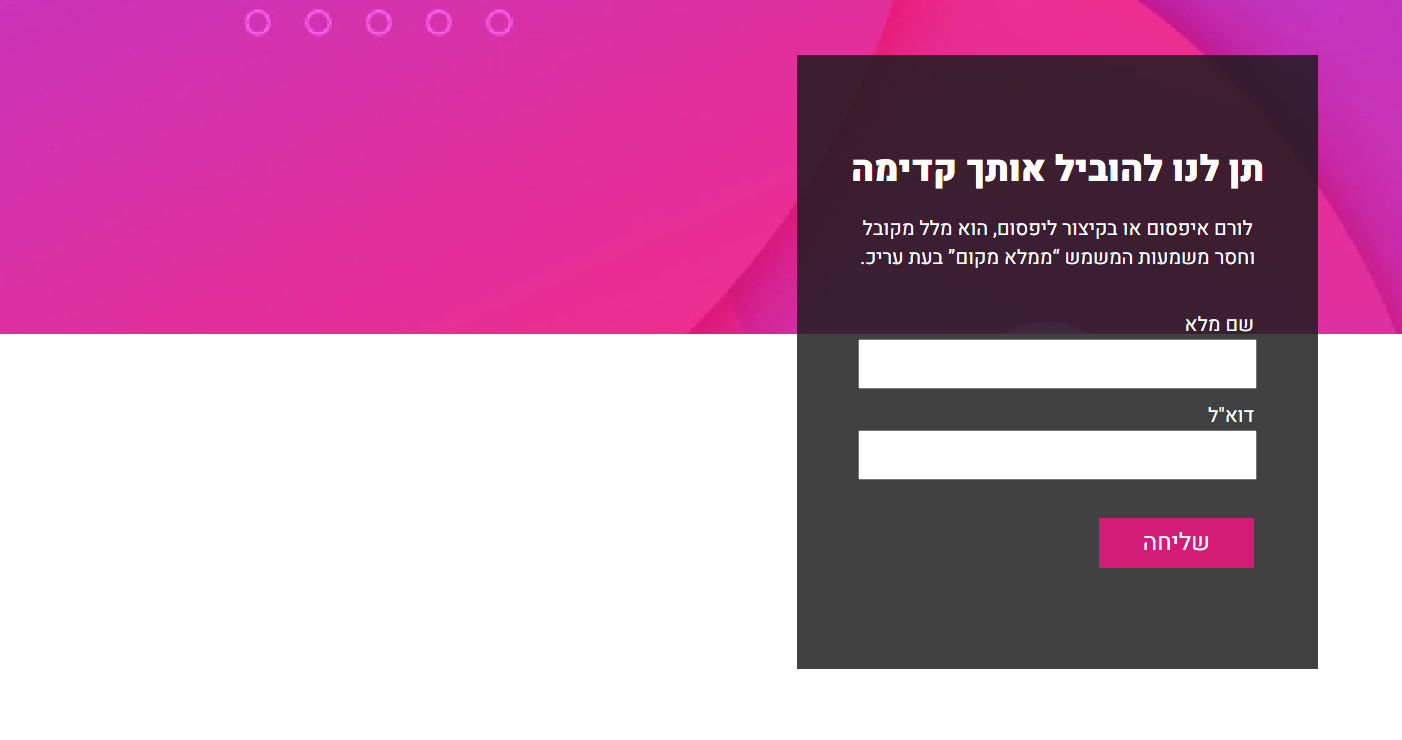 תן לנו להוביל אותך קדימה
לורם איפסום או בקיצור ליפסום, הוא מלל מקובל
וחסר משמעות המשמש “ממלא מקום” בעת עריכ.
שם מלא
דוא"ל
שליחה